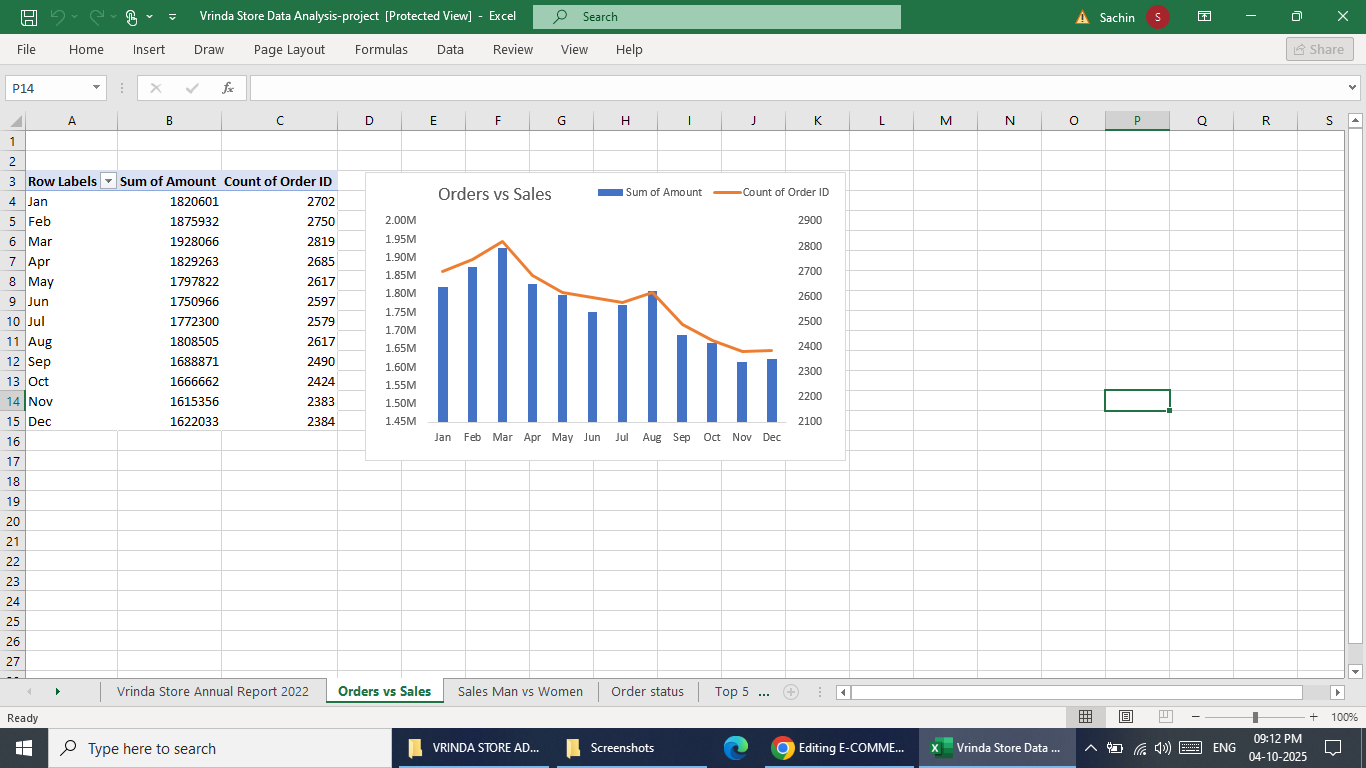 Vrinda Store Data Analysis-project [Protected View] - Excel
Search
Sachin
S
File Home Insert Draw Page Layout Formulas Data Review View Help
Share
P14
fx
A B C D E F G H I J K L M N O P Q R S
1
2
3 Row Labels Sum of Amount Count of Order ID
4 Jan 1820601 2702
5 Feb 1875932 2750
6 Mar 1928066 2819
7 Apr 1829263 2685
8 May 1797822 2617
9 Jun 1750966 2597
10 Jul 1772300 2579
11 Aug 1808505 2617
12 Sep 1688871 2490
13 Oct 1666662 2424
14 Nov 1615356 2383
15 Dec 1622033 2384
16
17
18
19
20
21
22
23
24
25
26
27
Orders vs Sales
Sum of Amount Count of Order ID
2.00M 2900
1.95M
1.90M 2800
1.85M 2700
1.80M 2600
1.75M
1.70M 2500
1.65M 2400
1.60M 2300
1.55M
1.50M 2200
1.45M 2100
Jan Feb Mar Apr May Jun Jul Aug Sep Oct Nov Dec
Vrinda Store Annual Report 2022 Orders vs Sales Sales Man vs Women Order status Top 5 ...
Ready
100%
Type here to search
VRINDA STORE AD...
Screenshots
Editing E-COMME...
Vrinda Store Data ...
ENG
09:12 PM
04-10-2025